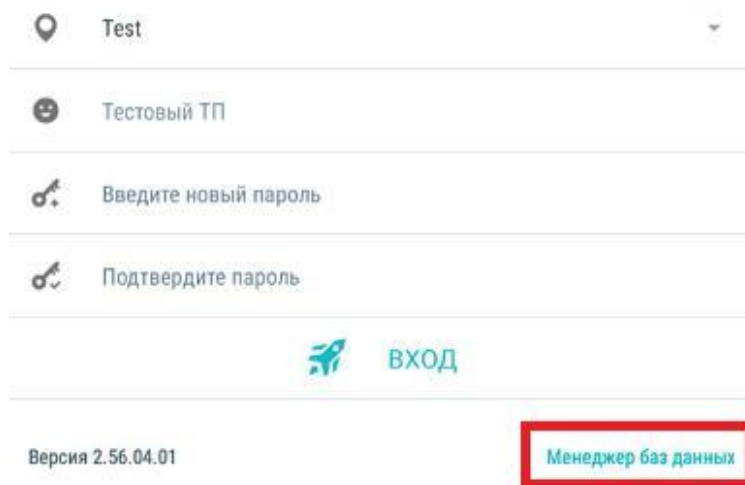 Test
Тестовый ТП
Введите новый пароль
Подтвердите пароль
ВХОД
Версия 2.56.04.01
Менеджер баз данных